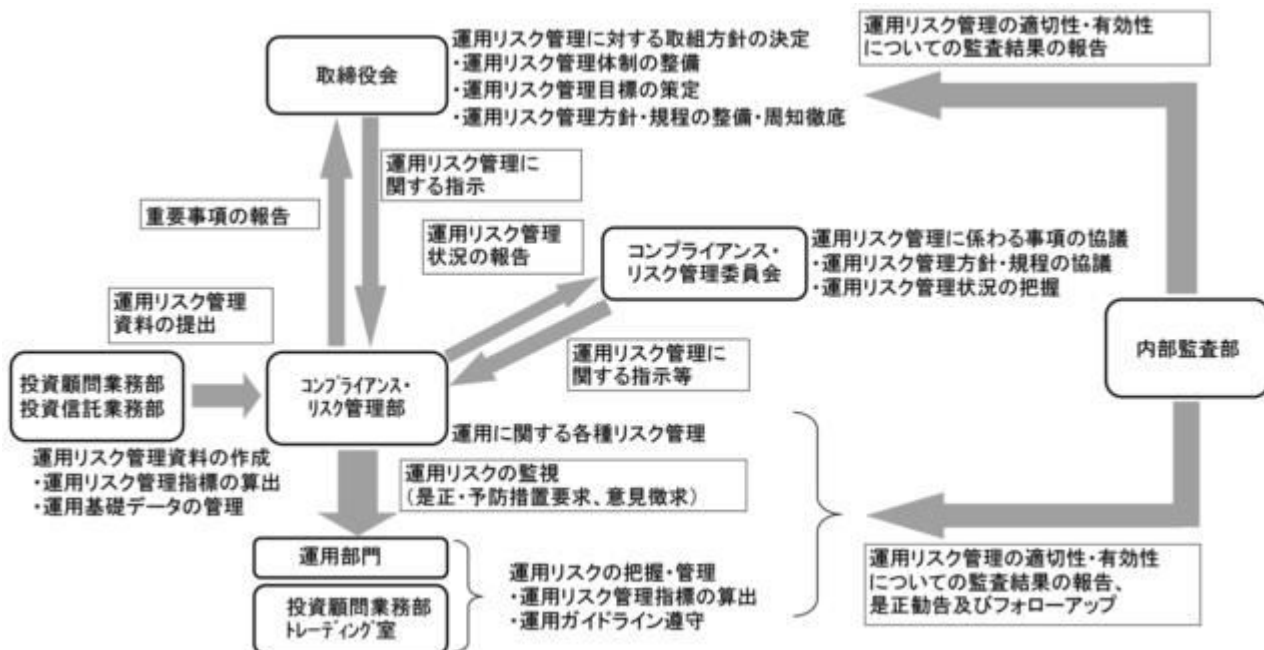 取締役会
運用リスク管理に対する取組方針の決定
・運用リスク管理体制の整備
・運用リスク管理目標の策定
・運用リスク管理方針・規程の整備・周知徹底
運用リスク管理の適切性・有効性
についての監査結果の報告
運用リスク管理に
関する指示
重要事項の報告
運用リスク管理
状況の報告
コンプライアンス・
リスク管理委員会
運用リスク管理に係わる事項の協議
・運用リスク管理方針・規程の協議
・運用リスク管理状況の把握
運用リスク管理
資料の提出
運用リスク管理に
関する指示等
内部監査部
投資顧問業務部
投資信託業務部
コンプライアンス・
リスク管理部
運用に関する各種リスク管理
運用リスク管理資料の作成
・運用リスク管理指標の算出
・運用基礎データの管理
運用リスクの監視
(是正・予防措置要求、意見徴求)
運用部門
投資顧問業務部
トレーディング室
運用リスクの把握・管理
・運用リスク管理指標の算出
・運用ガイドライン遵守
運用リスク管理の適切性・有効性
についての監査結果の報告、
是正勧告及びフォローアップ